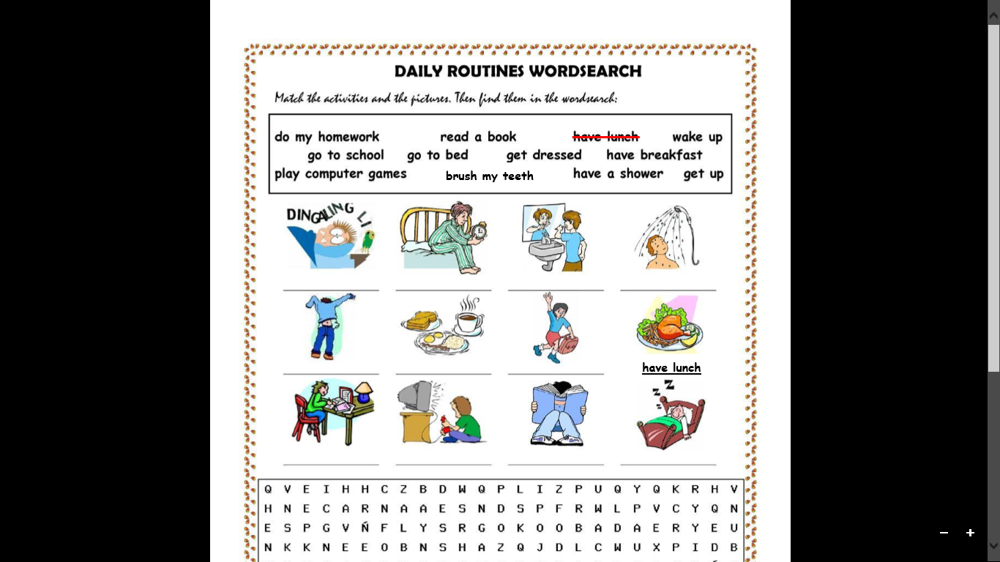 DAILY ROUTINES WORDSEARCH
Match the activities and the pictures. Then find them in the wordsearch:
do my homework read a book have lunch wake up
go to school go to bed get dressed have breakfast
play computer games brush my teeth have a shower get up
DINGALING LI
have lunch
z z z
Q V E I H H C Z B D W Q P L I Z P U Q Y Q K R H V
H N E C A R N A A E S N D S P F R W L P V C Y Q N
E S P G V Ñ F L Y S R G O K O O B A D A E R Y E U
N K K N E E O B N S H A Z Q J D L C W U X P I D B